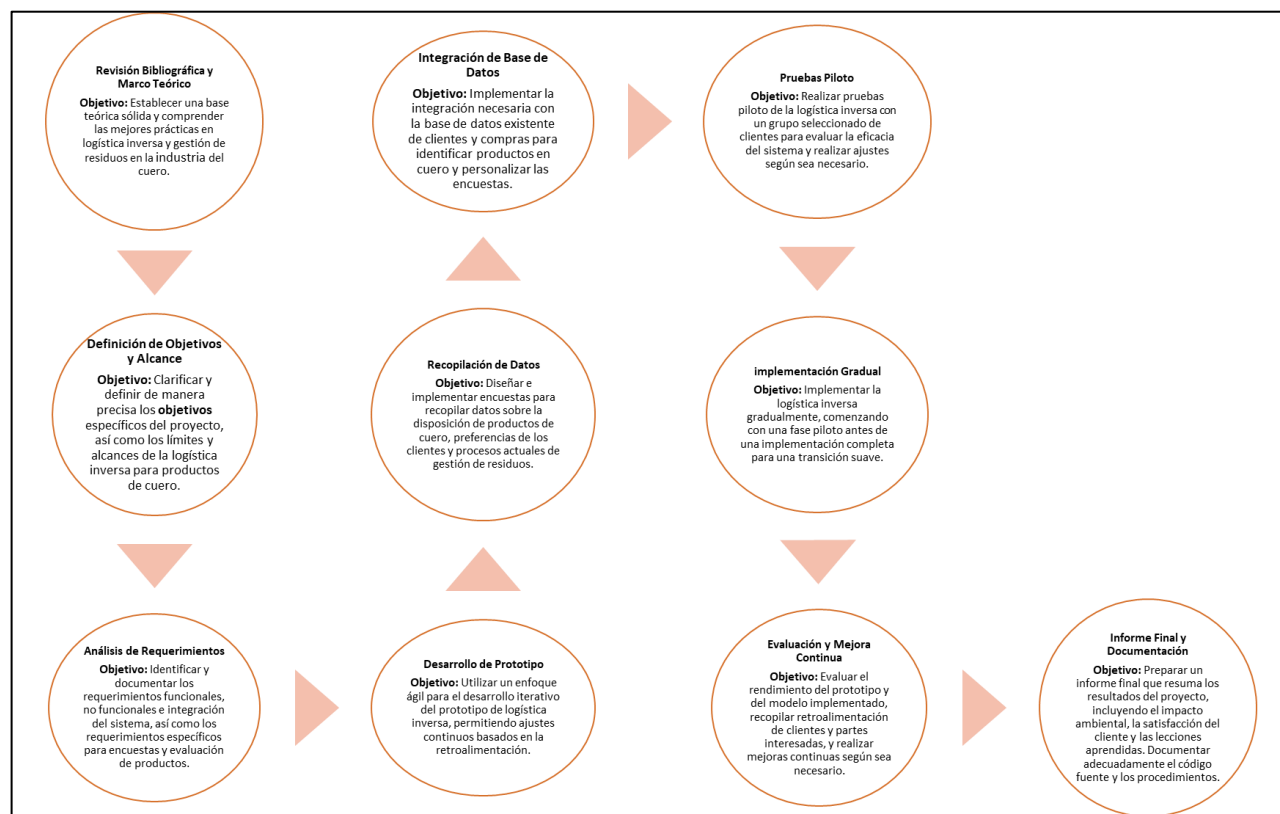 Revisión Bibliográfica y
Marco Teórico
Objetivo: Establecer una base
teórica sólida y comprender
las mejores prácticas en
logística inversa y gestión de
residuos en la industria del
cuero.
Definición de Objetivos
y Alcance
Objetivo: Clarificar y
definir de manera
precisa los objetivos
específicos del proyecto,
así como los límites y
alcances de la logística
inversa para productos
de cuero.
Análisis de Requerimientos
Objetivo: Identificar y
documentar los
requerimientos funcionales,
no funcionales e integración
del sistema, así como los
requerimientos específicos
para encuestas y evaluación
de productos.
Desarrollo de Prototipo
Objetivo: Utilizar un enfoque
ágil para el desarrollo iterativo
del prototipo de logística
inversa, permitiendo ajustes
continuos basados en la
retroalimentación.
Recopilación de Datos
Objetivo: Diseñar e
implementar encuestas para
recopilar datos sobre la
disposición de productos de
cuero, preferencias de los
clientes y procesos actuales de
gestión de residuos.
Integración de Base de
Datos
Objetivo: Implementar la
integración necesaria con
la base de datos existente
de clientes y compras para
identificar productos en
cuero y personalizar las
encuestas.
Pruebas Piloto
Objetivo: Realizar pruebas
piloto de la logística inversa con
un grupo seleccionado de
clientes para evaluar la eficacia
del sistema y realizar ajustes
según sea necesario.
implementación Gradual
Objetivo: Implementar la
logística inversa
gradualmente, comenzando
con una fase piloto antes de
una implementación completa
para una transición suave.
Evaluación y Mejora
Continua
Objetivo: Evaluar el
rendimiento del prototipo y
del modelo implementado,
recopilar retroalimentación
de clientes y partes
interesadas, y realizar
mejoras continuas según sea
necesario.
Informe Final y
Documentación
Objetivo: Preparar un
informe final que resuma los
resultados del proyecto,
incluyendo el impacto
ambiental, la satisfacción del
cliente y las lecciones
aprendidas. Documentar
adecuadamente el código
fuente y los procedimientos.